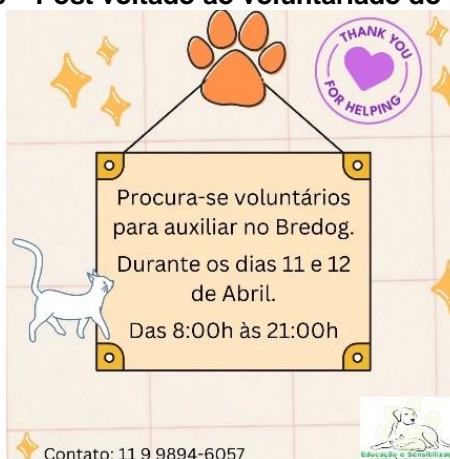 Post voltado ao voluntariado do
THANK YOU
FOR HELPING
Procura-se voluntários
para auxiliar no Bredog.
Durante os dias 11 e 12
de Abril.
Das 8:00h às 21:00h
Contato: 11 9 9894-6057
Educação e